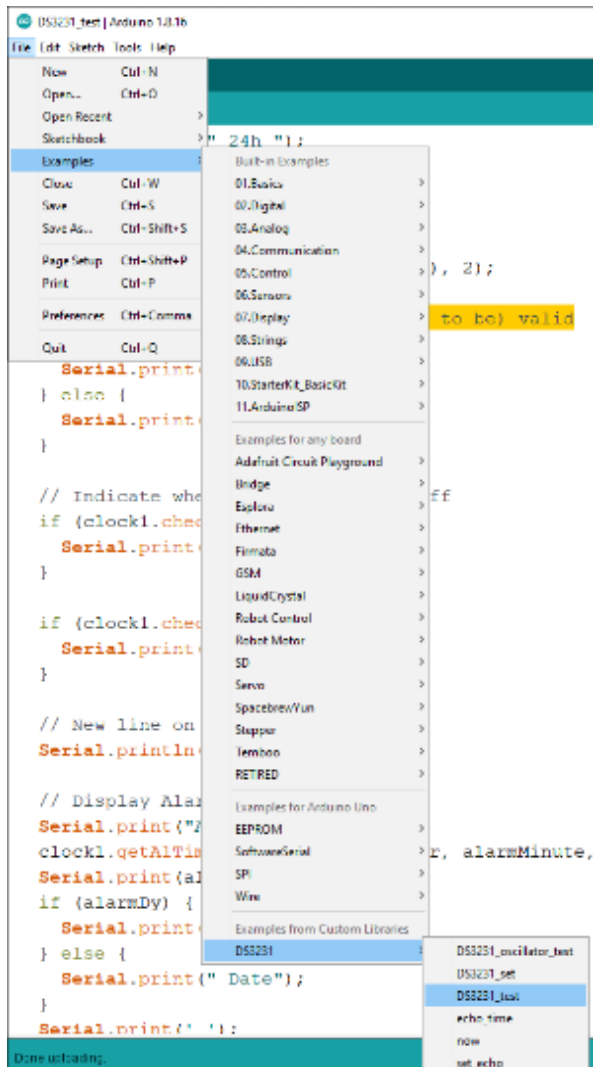 DS3231_test | Arduino 1.8.16
File Edit Sketch Tools Help
New Ctrl+N
Open... Ctrl+O
Open Recent
Sketchbook
Examples
Close Ctrl+W
Save Ctrl+S
Save As... Ctrl+Shift+S
Page Setup Ctrl+Shift+P
Print Ctrl+P
Preferences Ctrl+Comma
Quit Ctrl+Q
Built-in Examples
01.Basics
02.Digital
03.Analog
04.Communication
05.Control
06.Sensors
07.Display
08.Strings
09.USB
10.StarterKit_BasicKit
11.ArduinoISP
Examples for any board
Adafruit Circuit Playground
Bridge
Esplora
Ethernet
Firmata
GSM
LiquidCrystal
Robot Control
Robot Motor
SD
Servo
SpacebrewYun
Stepper
Temboo
RETIRED
Examples for Arduino Uno
EEPROM
SoftwareSerial
SPI
Wire
Examples from Custom Libraries
DS3231
DS3231_oscillator_test
DS3231_set
DS3231_test
echo_time
now
set_echo
" 24h ");
), 2);
to be) valid
Serial.print(
} else {
Serial.print(
}
// Indicate whe ff
if (clock1.chec
Serial.print(
}
if (clock1.chec
Serial.print(
}
// New line on
Serial.println(
// Display Alar
Serial.print("A
clock1.getA1Tim r, alarmMinute,
Serial.print(al
if (alarmDy) {
Serial.print(
} else {
Serial.print(" Date");
}
Serial.print(' ');
Done uploading.